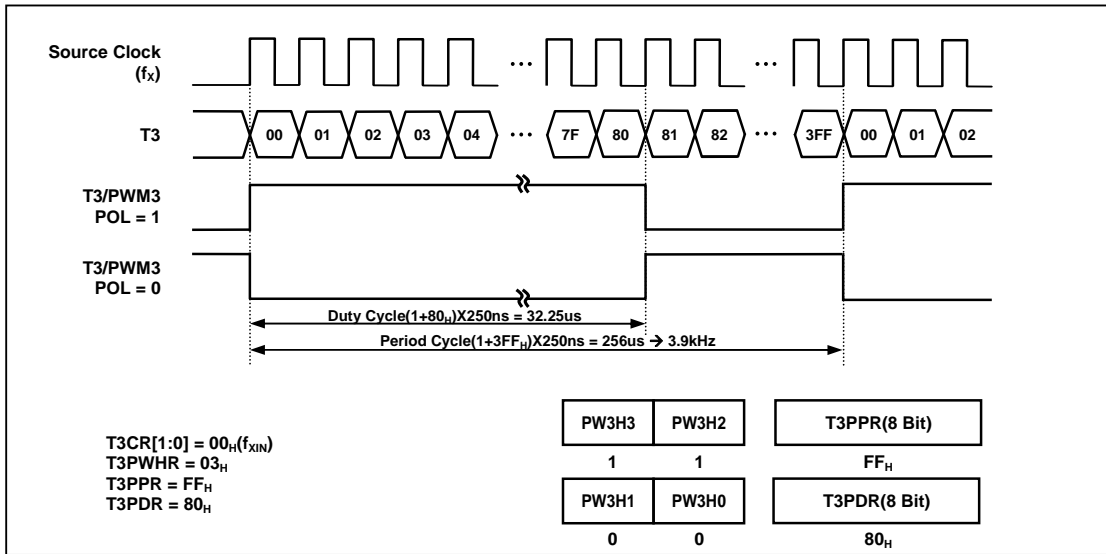 Source Clock
(fX)
...
...
T3
00 01 02 03 04 ... 7F 80 81 82 ... 3FF 00 01 02
T3/PWM3
POL = 1
T3/PWM3
POL = 0
Duty Cycle(1+80H)X250ns = 32.25us
Period Cycle(1+3FFH)X250ns = 256us → 3.9kHz
T3CR[1:0] = 00H(fXIN)
T3PWHR = 03H
T3PPR = FFH
T3PDR = 80H
PW3H3 PW3H2 T3PPR(8 Bit)
1 1 FFH
PW3H1 PW3H0 T3PDR(8 Bit)
0 0 80H